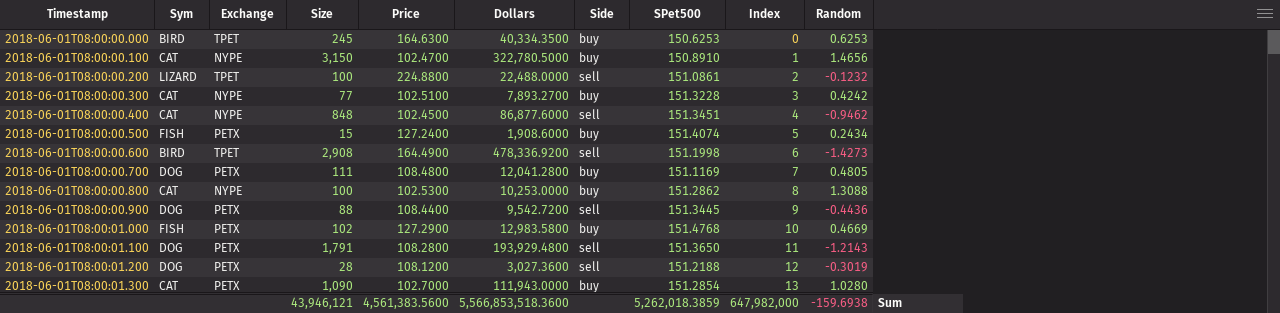 Timestamp Sym Exchange Size Price Dollars Side SPet500 Index Random
2018-06-01T08:00:00.000 BIRD TPET 245 164.6300 40,334.3500 buy 150.6253 0 0.6253
2018-06-01T08:00:00.100 CAT NYPE 3,150 102.4700 322,780.5000 buy 150.8910 1 1.4656
2018-06-01T08:00:00.200 LIZARD TPET 100 224.8800 22,488.0000 sell 151.0861 2 -0.1232
2018-06-01T08:00:00.300 CAT NYPE 77 102.5100 7,893.2700 buy 151.3228 3 0.4242
2018-06-01T08:00:00.400 CAT NYPE 848 102.4500 86,877.6000 sell 151.3451 4 -0.9462
2018-06-01T08:00:00.500 FISH PETX 15 127.2400 1,908.6000 buy 151.4074 5 0.2434
2018-06-01T08:00:00.600 BIRD TPET 2,908 164.4900 478,336.9200 sell 151.1998 6 -1.4273
2018-06-01T08:00:00.700 DOG PETX 111 108.4800 12,041.2800 buy 151.1169 7 0.4805
2018-06-01T08:00:00.800 CAT NYPE 100 102.5300 10,253.0000 buy 151.2862 8 1.3088
2018-06-01T08:00:00.900 DOG PETX 88 108.4400 9,542.7200 sell 151.3445 9 -0.4436
2018-06-01T08:00:01.000 FISH PETX 102 127.2900 12,983.5800 buy 151.4768 10 0.4669
2018-06-01T08:00:01.100 DOG PETX 1,791 108.2800 193,929.4800 sell 151.3650 11 -1.2143
2018-06-01T08:00:01.200 DOG PETX 28 108.1200 3,027.3600 sell 151.2188 12 -0.3019
2018-06-01T08:00:01.300 CAT PETX 1,090 102.7000 111,943.0000 buy 151.2854 13 1.0280
43,946,121 4,561,383.5600 5,566,853,518.3600 5,262,018.3859 647,982,000 -159.6938 Sum